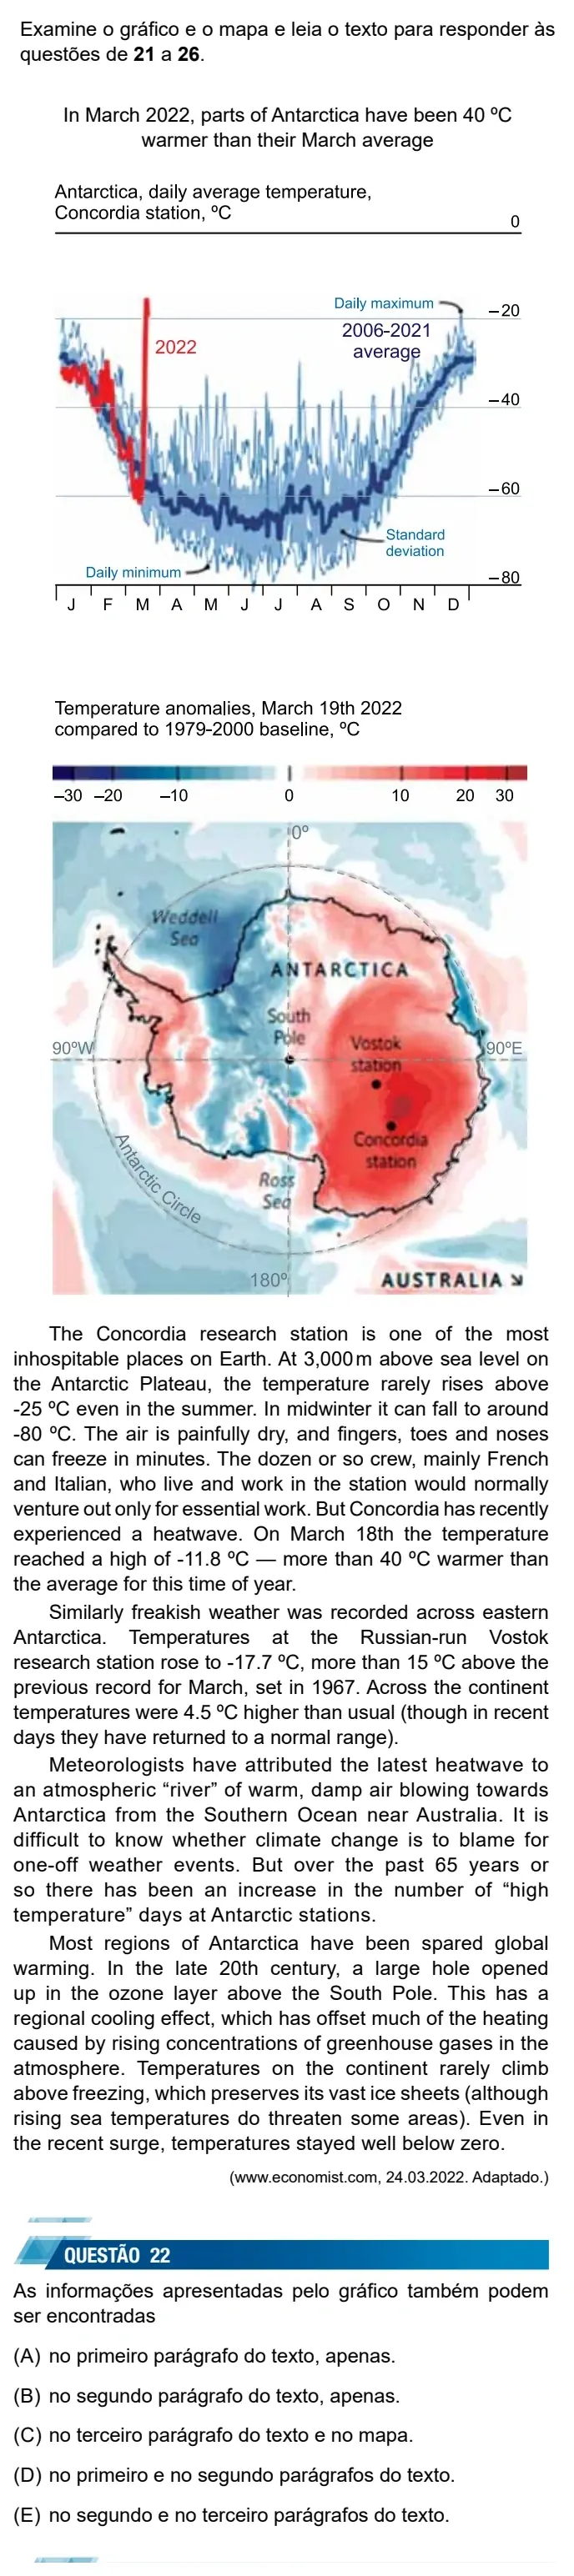 Examine o gráfico e o mapa e leia o texto para responder às
questões de 21 a 26.
In March 2022, parts of Antarctica have been 40 ºC
warmer than their March average
Antarctica, daily average temperature,
Concordia station, ºC
0
Daily maximum
–20
2006-2021
average
2022
–40
–60
Standard
deviation
Daily minimum
–80
J F M A M J J A S O N D
Temperature anomalies, March 19th 2022
compared to 1979-2000 baseline, ºC
–30 –20 –10 0 10 20 30
0º
Weddell
Sea
ANTARCTICA
South
Pole
90ºW
Vostok
station
90ºE
Concordia
station
Antarctic Circle
Ross
Sea
180º
AUSTRALIA ↘
The Concordia research station is one of the most
inhospitable places on Earth. At 3,000 m above sea level on
the Antarctic Plateau, the temperature rarely rises above
-25 ºC even in the summer. In midwinter it can fall to around
-80 ºC. The air is painfully dry, and fingers, toes and noses
can freeze in minutes. The dozen or so crew, mainly French
and Italian, who live and work in the station would normally
venture out only for essential work. But Concordia has recently
experienced a heatwave. On March 18th the temperature
reached a high of -11.8 ºC — more than 40 ºC warmer than
the average for this time of year.
Similarly freakish weather was recorded across eastern
Antarctica. Temperatures at the Russian-run Vostok
research station rose to -17.7 ºC, more than 15 ºC above the
previous record for March, set in 1967. Across the continent
temperatures were 4.5 ºC higher than usual (though in recent
days they have returned to a normal range).
Meteorologists have attributed the latest heatwave to
an atmospheric “river” of warm, damp air blowing towards
Antarctica from the Southern Ocean near Australia. It is
difficult to know whether climate change is to blame for
one-off weather events. But over the past 65 years or
so there has been an increase in the number of “high
temperature” days at Antarctic stations.
Most regions of Antarctica have been spared global
warming. In the late 20th century, a large hole opened
up in the ozone layer above the South Pole. This has a
regional cooling effect, which has offset much of the heating
caused by rising concentrations of greenhouse gases in the
atmosphere. Temperatures on the continent rarely climb
above freezing, which preserves its vast ice sheets (although
rising sea temperatures do threaten some areas). Even in
the recent surge, temperatures stayed well below zero.
(www.economist.com, 24.03.2022. Adaptado.)
QUESTÃO 22
As informações apresentadas pelo gráfico também podem
ser encontradas
(A) no primeiro parágrafo do texto, apenas.
(B) no segundo parágrafo do texto, apenas.
(C) no terceiro parágrafo do texto e no mapa.
(D) no primeiro e no segundo parágrafos do texto.
(E) no segundo e no terceiro parágrafos do texto.